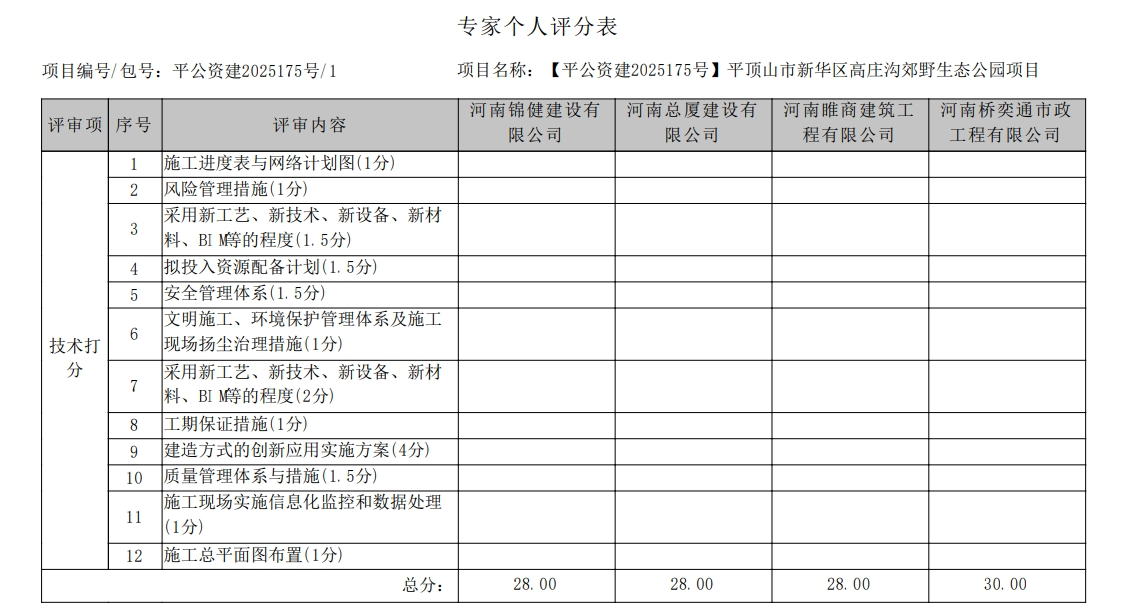 专家个人评分表
项目编号/包号：平公资建2025175号/1 项目名称：【平公资建2025175号】平顶山市新华区高庄沟郊野生态公园项目
评审项 序号 评审内容 河南锦健建设有限公司 河南总厦建设有限公司 河南睢商建筑工程有限公司 河南桥奕通市政工程有限公司
技术打分
1 施工进度表与网络计划图(1分)
2 风险管理措施(1分)
3 采用新工艺、新技术、新设备、新材
料、BIM等的程度(1.5分)
4 拟投入资源配备计划(1.5分)
5 安全管理体系(1.5分)
6 文明施工、环境保护管理体系及施工
现场扬尘治理措施(1分)
7 采用新工艺、新技术、新设备、新材
料、BIM等的程度(2分)
8 工期保证措施(1分)
9 建造方式的创新应用实施方案(4分)
10 质量管理体系与措施(1.5分)
11 施工现场实施信息化监控和数据处理
(1分)
12 施工总平面图布置(1分)
总分： 28.00 28.00 28.00 30.00